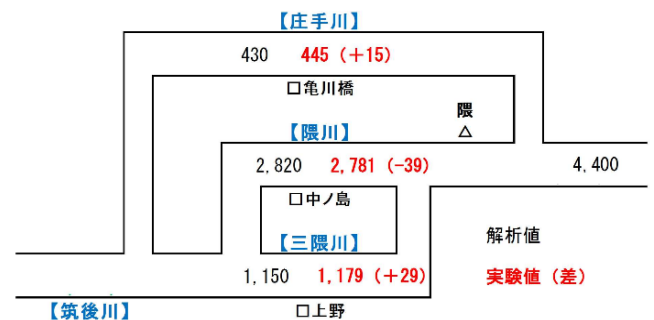 【庄手川】
430 445（+15）
□亀川橋
隈
△
【隈川】
2,820 2,781（-39）
4,400
□中ノ島
【三隈川】
解析値
1,150 1,179（+29）
実験値（差）
【筑後川】
□上野